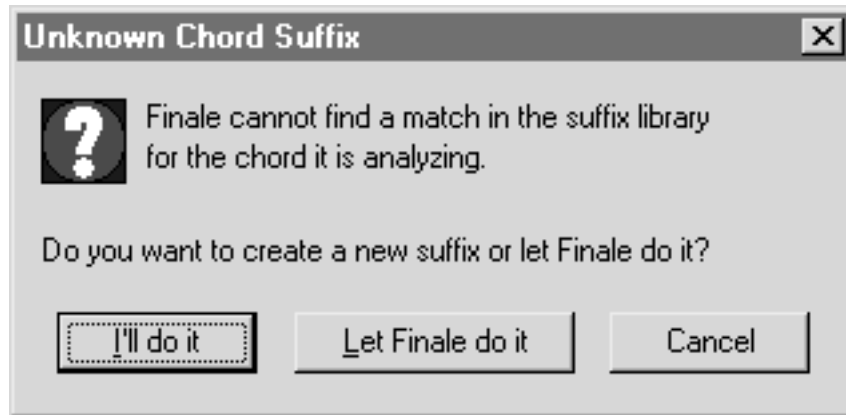 Unknown Chord Suffix
Finale cannot find a match in the suffix library
for the chord it is analyzing.
Do you want to create a new suffix or let Finale do it?
I'll do it
Let Finale do it
Cancel